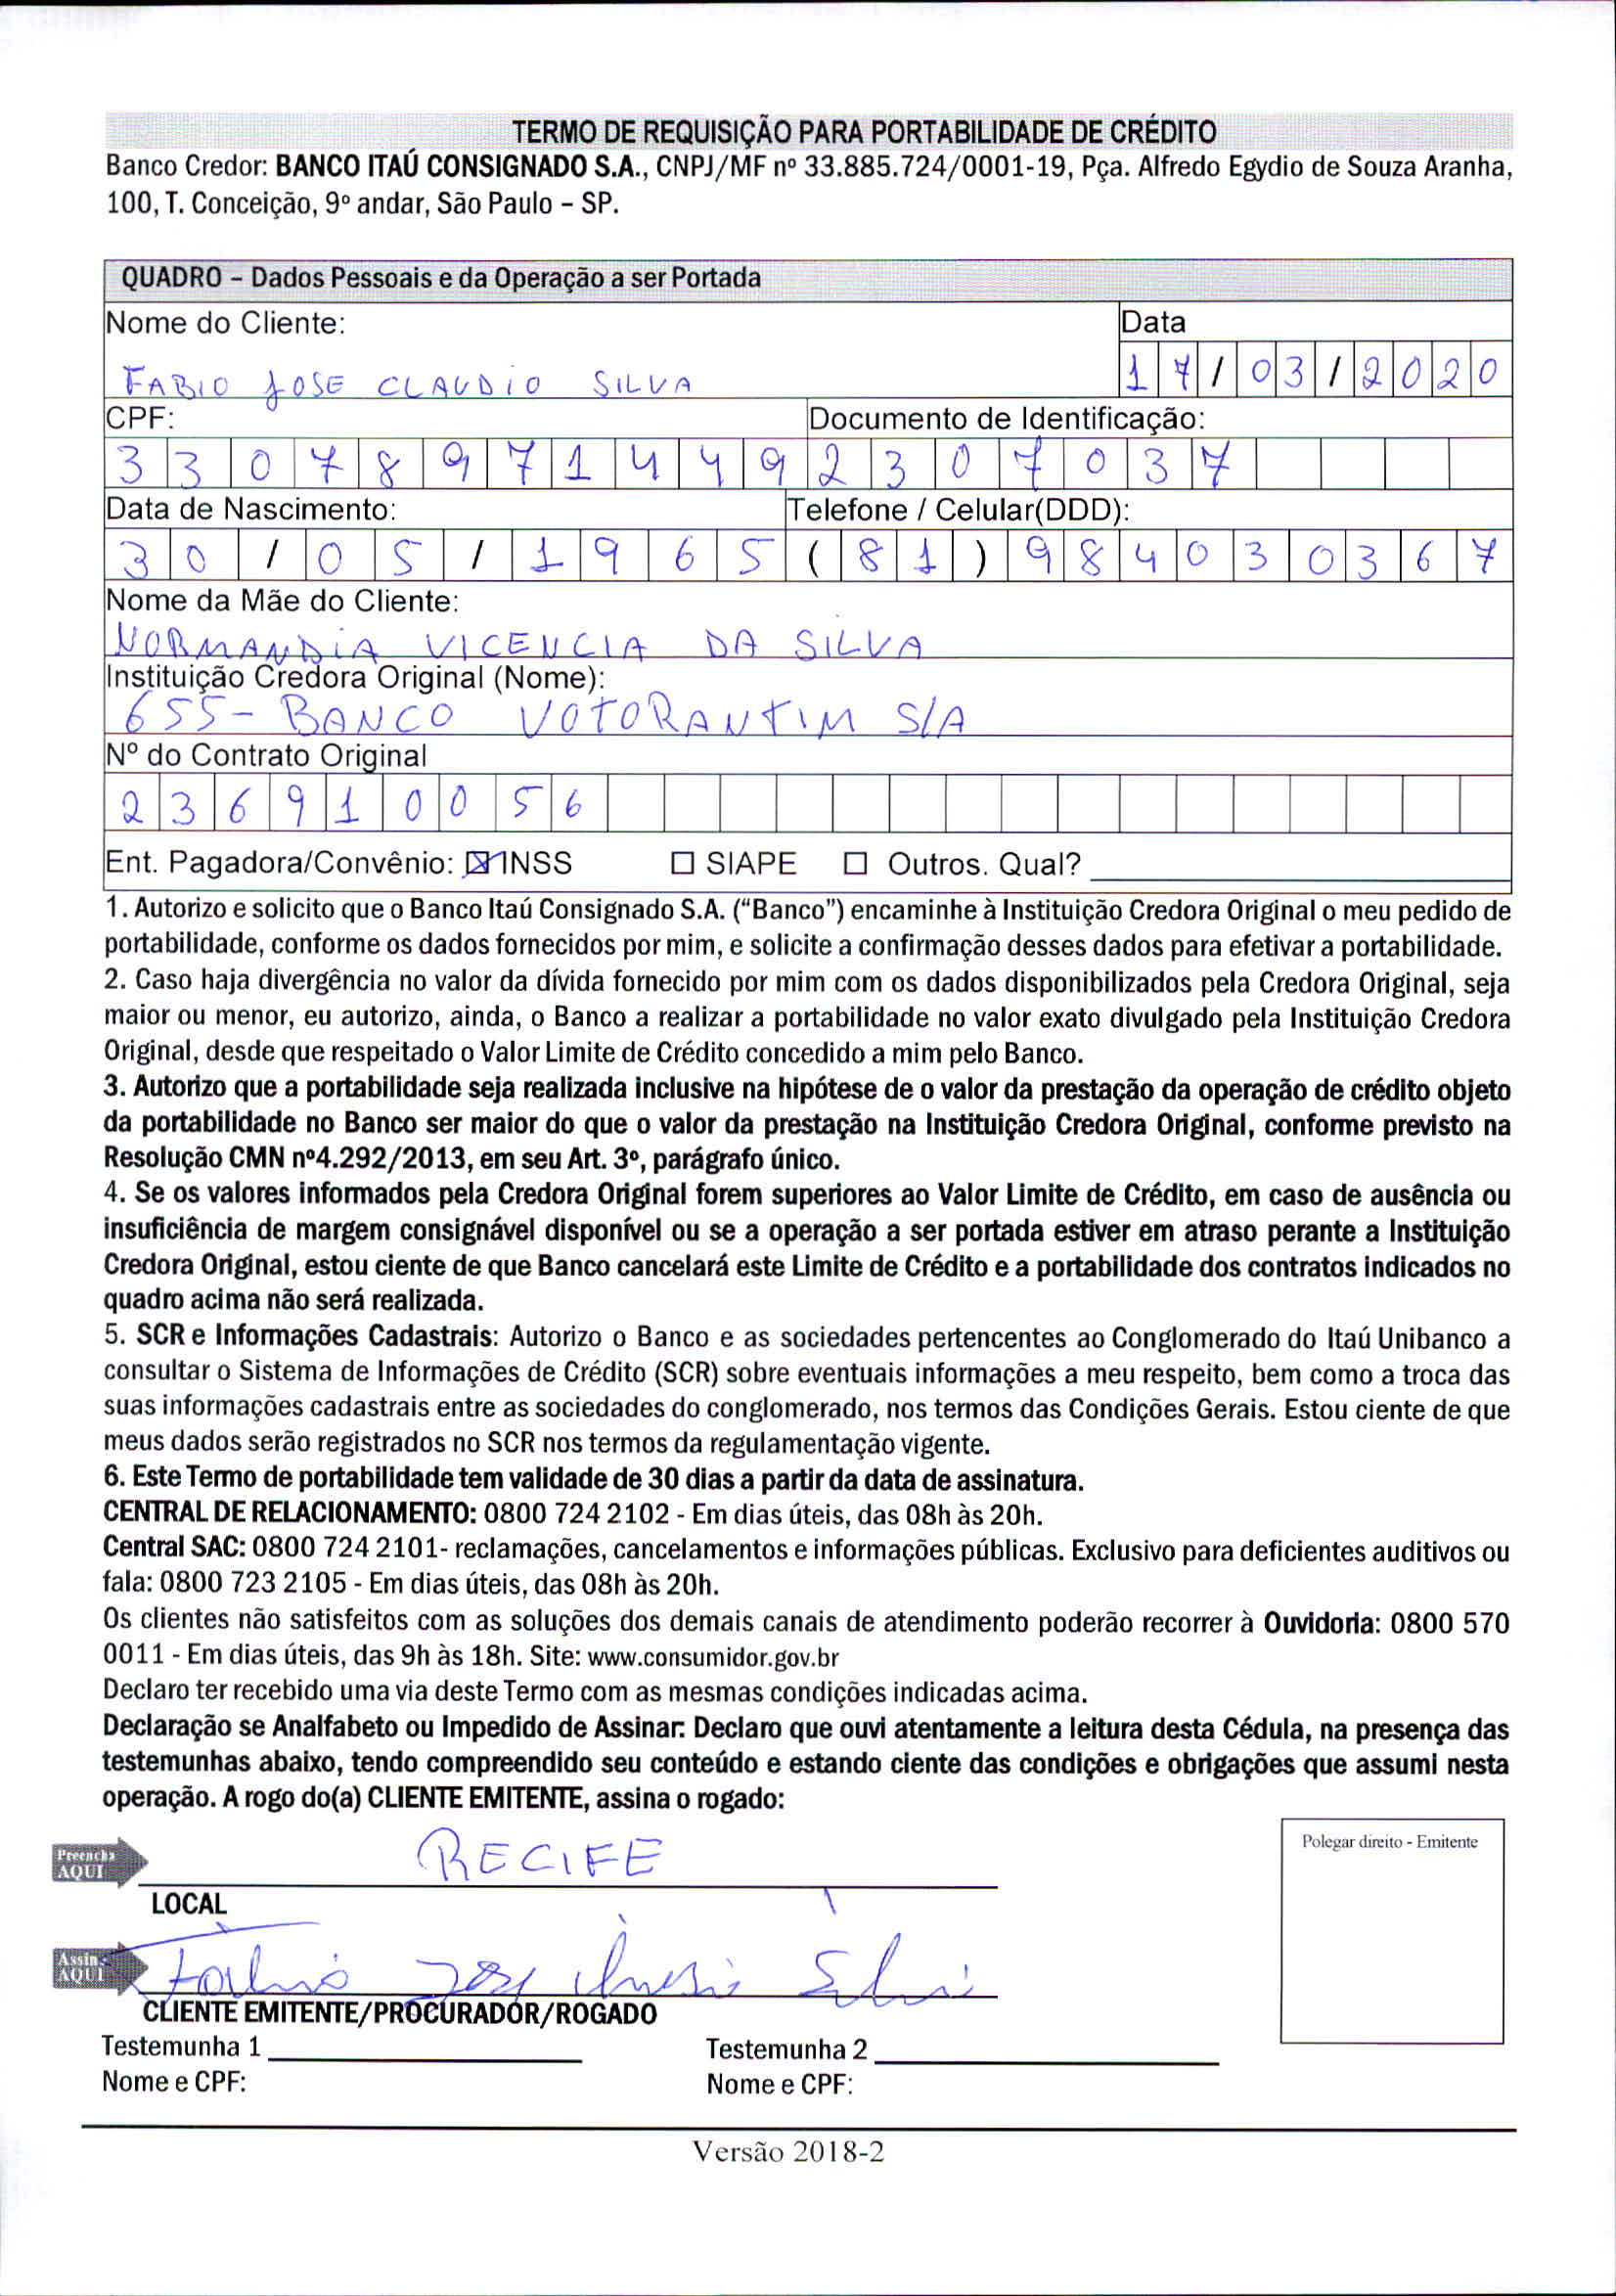 TERMO DE REQUISIÇÃO PARA PORTABILIDADE DE CRÉDITO
Banco Credor: BANCO ITAÚ CONSIGNADO S.A., CNPJ/MF nº 33.885.724/0001-19, Pça. Alfredo Egydio de Souza Aranha,
100, T. Conceição, 9º andar, São Paulo – SP.
QUADRO – Dados Pessoais e da Operação a ser Portada
Nome do Cliente: Data
FABIO JOSE CLAUDIO SILVA 17/03/2020
CPF: Documento de Identificação:
33078971449 2307037
Data de Nascimento: Telefone / Celular(DDD):
30/05/1965 (81)984030367
Nome da Mãe do Cliente:
NORMANDIA VICENCIA DA SILVA
Instituição Credora Original (Nome):
655- BANCO VOTORANTIM S/A
Nº do Contrato Original
236910056
Ent. Pagadora/Convênio: ☒ INSS ☐ SIAPE ☐ Outros. Qual?
1. Autorizo e solicito que o Banco Itaú Consignado S.A. (“Banco”) encaminhe à Instituição Credora Original o meu pedido de
portabilidade, conforme os dados fornecidos por mim, e solicite a confirmação desses dados para efetivar a portabilidade.
2. Caso haja divergência no valor da dívida fornecido por mim com os dados disponibilizados pela Credora Original, seja
maior ou menor, eu autorizo, ainda, o Banco a realizar a portabilidade no valor exato divulgado pela Instituição Credora
Original, desde que respeitado o Valor Limite de Crédito concedido a mim pelo Banco.
3. Autorizo que a portabilidade seja realizada inclusive na hipótese de o valor da prestação da operação de crédito objeto
da portabilidade no Banco ser maior do que o valor da prestação na Instituição Credora Original, conforme previsto na
Resolução CMN nº4.292/2013, em seu Art. 3º, parágrafo único.
4. Se os valores informados pela Credora Original forem superiores ao Valor Limite de Crédito, em caso de ausência ou
insuficiência de margem consignável disponível ou se a operação a ser portada estiver em atraso perante a Instituição
Credora Original, estou ciente de que Banco cancelará este Limite de Crédito e a portabilidade dos contratos indicados no
quadro acima não será realizada.
5. SCR e Informações Cadastrais: Autorizo o Banco e as sociedades pertencentes ao Conglomerado do Itaú Unibanco a
consultar o Sistema de Informações de Crédito (SCR) sobre eventuais informações a meu respeito, bem como a troca das
suas informações cadastrais entre as sociedades do conglomerado, nos termos das Condições Gerais. Estou ciente de que
meus dados serão registrados no SCR nos termos da regulamentação vigente.
6. Este Termo de portabilidade tem validade de 30 dias a partir da data de assinatura.
CENTRAL DE RELACIONAMENTO: 0800 724 2102 - Em dias úteis, das 08h às 20h.
Central SAC: 0800 724 2101- reclamações, cancelamentos e informações públicas. Exclusivo para deficientes auditivos ou
fala: 0800 723 2105 - Em dias úteis, das 08h às 20h.
Os clientes não satisfeitos com as soluções dos demais canais de atendimento poderão recorrer à Ouvidoria: 0800 570
0011 - Em dias úteis, das 9h às 18h. Site: www.consumidor.gov.br
Declaro ter recebido uma via deste Termo com as mesmas condições indicadas acima.
Declaração se Analfabeto ou Impedido de Assinar: Declaro que ouvi atentamente a leitura desta Cédula, na presença das
testemunhas abaixo, tendo compreendido seu conteúdo e estando ciente das condições e obrigações que assumi nesta
operação. A rogo do(a) CLIENTE EMITENTE, assina o rogado:
Polegar direito - Emitente
Preencha
AQUI
RECIFE
LOCAL
Assine
AQUI
CLIENTE EMITENTE/PROCURADOR/ROGADO
Testemunha 1 Testemunha 2
Nome e CPF: Nome e CPF:
Versão 2018-2